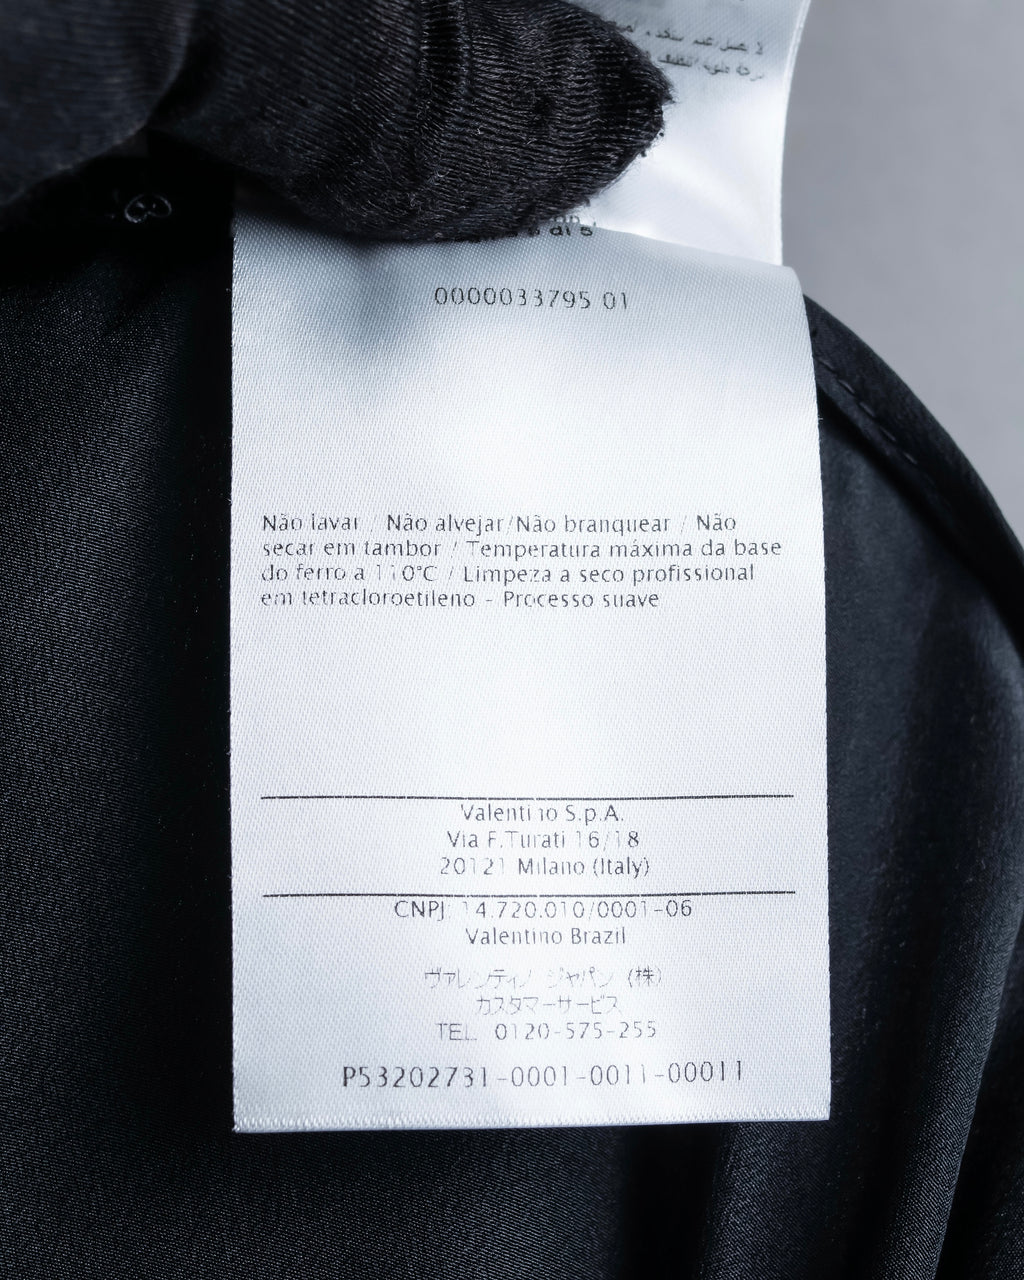 0000033795 01
Não lavar / Não alvejar/Não branquear / Não
secar em tambor / Temperatura máxima da base
do ferro a 110°C / Limpeza a seco profissional
em tetracloroetileno - Processo suave
Valentino S.p.A.
Via F.Turati 16/18
20121 Milano (Italy)
CNPJ: 14.720.010/0001-06
Valentino Brazil
ヴァレンティノ ジャパン (株)
カスタマーサービス
TEL 0120-575-255
P53202731-0001-0011-00011